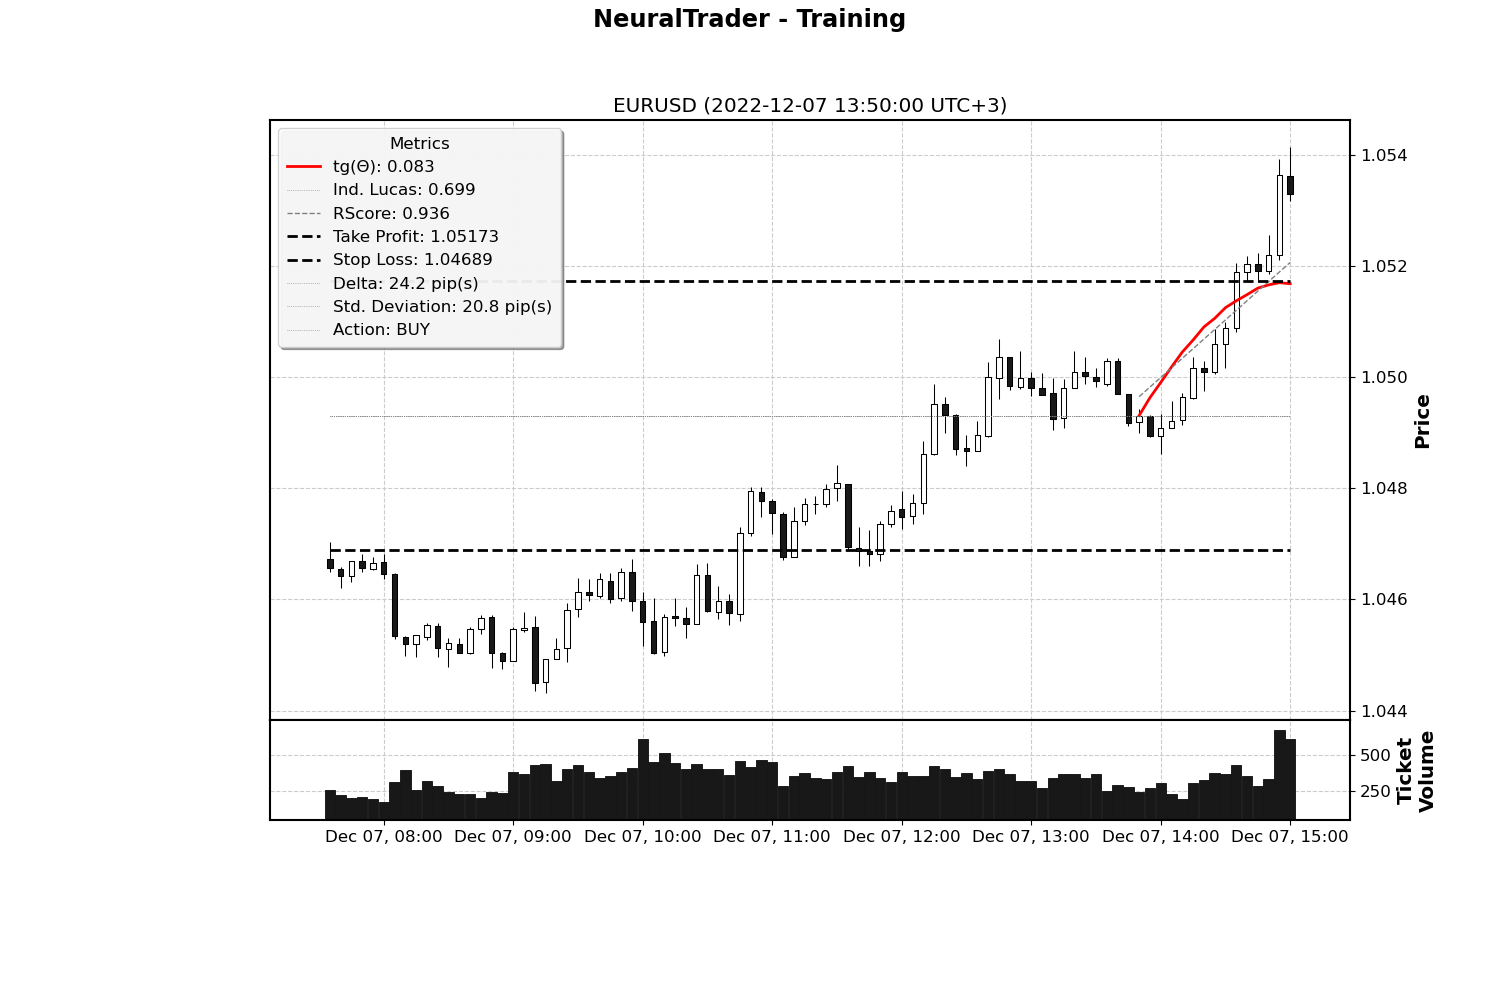 NeuralTrader - Training
EURUSD (2022-12-07 13:50:00 UTC+3)
Metrics
tg(Θ): 0.083
Ind. Lucas: 0.699
RScore: 0.936
Take Profit: 1.05173
Stop Loss: 1.04689
Delta: 24.2 pip(s)
Std. Deviation: 20.8 pip(s)
Action: BUY
1.054
1.052
1.050
1.048
1.046
1.044
Price
500
250
Ticket
Volume
Dec 07, 08:00 Dec 07, 09:00 Dec 07, 10:00 Dec 07, 11:00 Dec 07, 12:00 Dec 07, 13:00 Dec 07, 14:00 Dec 07, 15:00